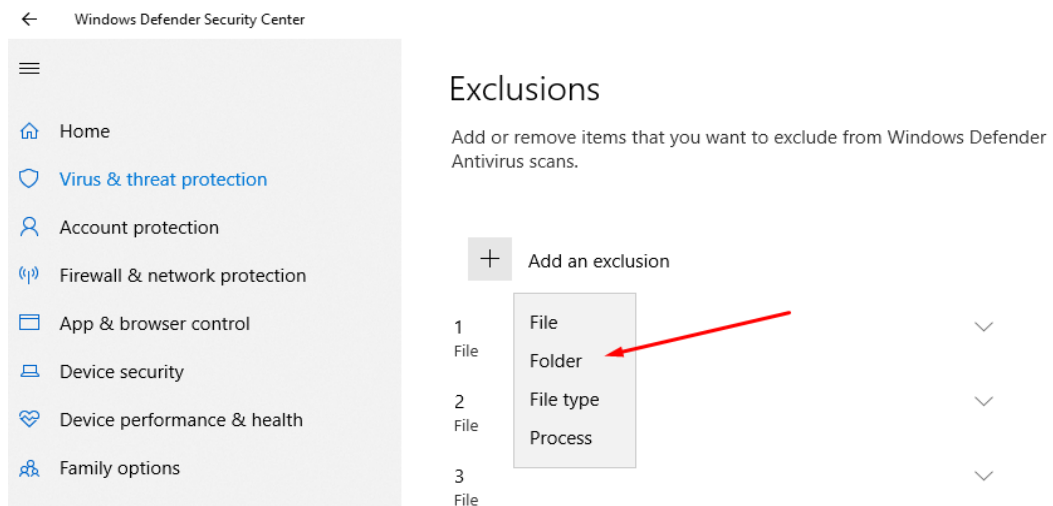 Windows Defender Security Center
Home
Virus & threat protection
Account protection
Firewall & network protection
App & browser control
Device security
Device performance & health
Family options
Exclusions
Add or remove items that you want to exclude from Windows Defender
Antivirus scans.
Add an exclusion
File
Folder
File type
Process
1
File
2
File
3
File